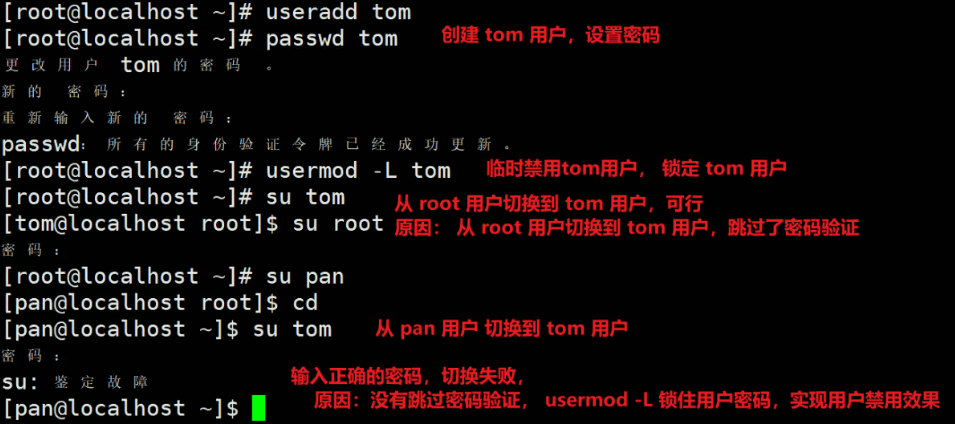 [root@localhost ~]# useradd tom
[root@localhost ~]# passwd tom 创建 tom 用户，设置密码
更改用户 tom 的密码 。
新的 密码：
重新输入新的 密码：
passwd：所有的身份验证令牌已经成功更新。
[root@localhost ~]# usermod -L tom 临时禁用tom用户， 锁定 tom 用户
[root@localhost ~]# su tom 从 root 用户切换到 tom 用户，可行
[tom@localhost root]$ su root 原因： 从 root 用户切换到 tom 用户，跳过了密码验证
密码：
[root@localhost ~]# su pan
[pan@localhost root]$ cd
[pan@localhost ~]$ su tom 从 pan 用户 切换到 tom 用户
密码：
su: 鉴定故障 输入正确的密码，切换失败，
[pan@localhost ~]$ 原因：没有跳过密码验证， usermod -L 锁住用户密码，实现用户禁用效果